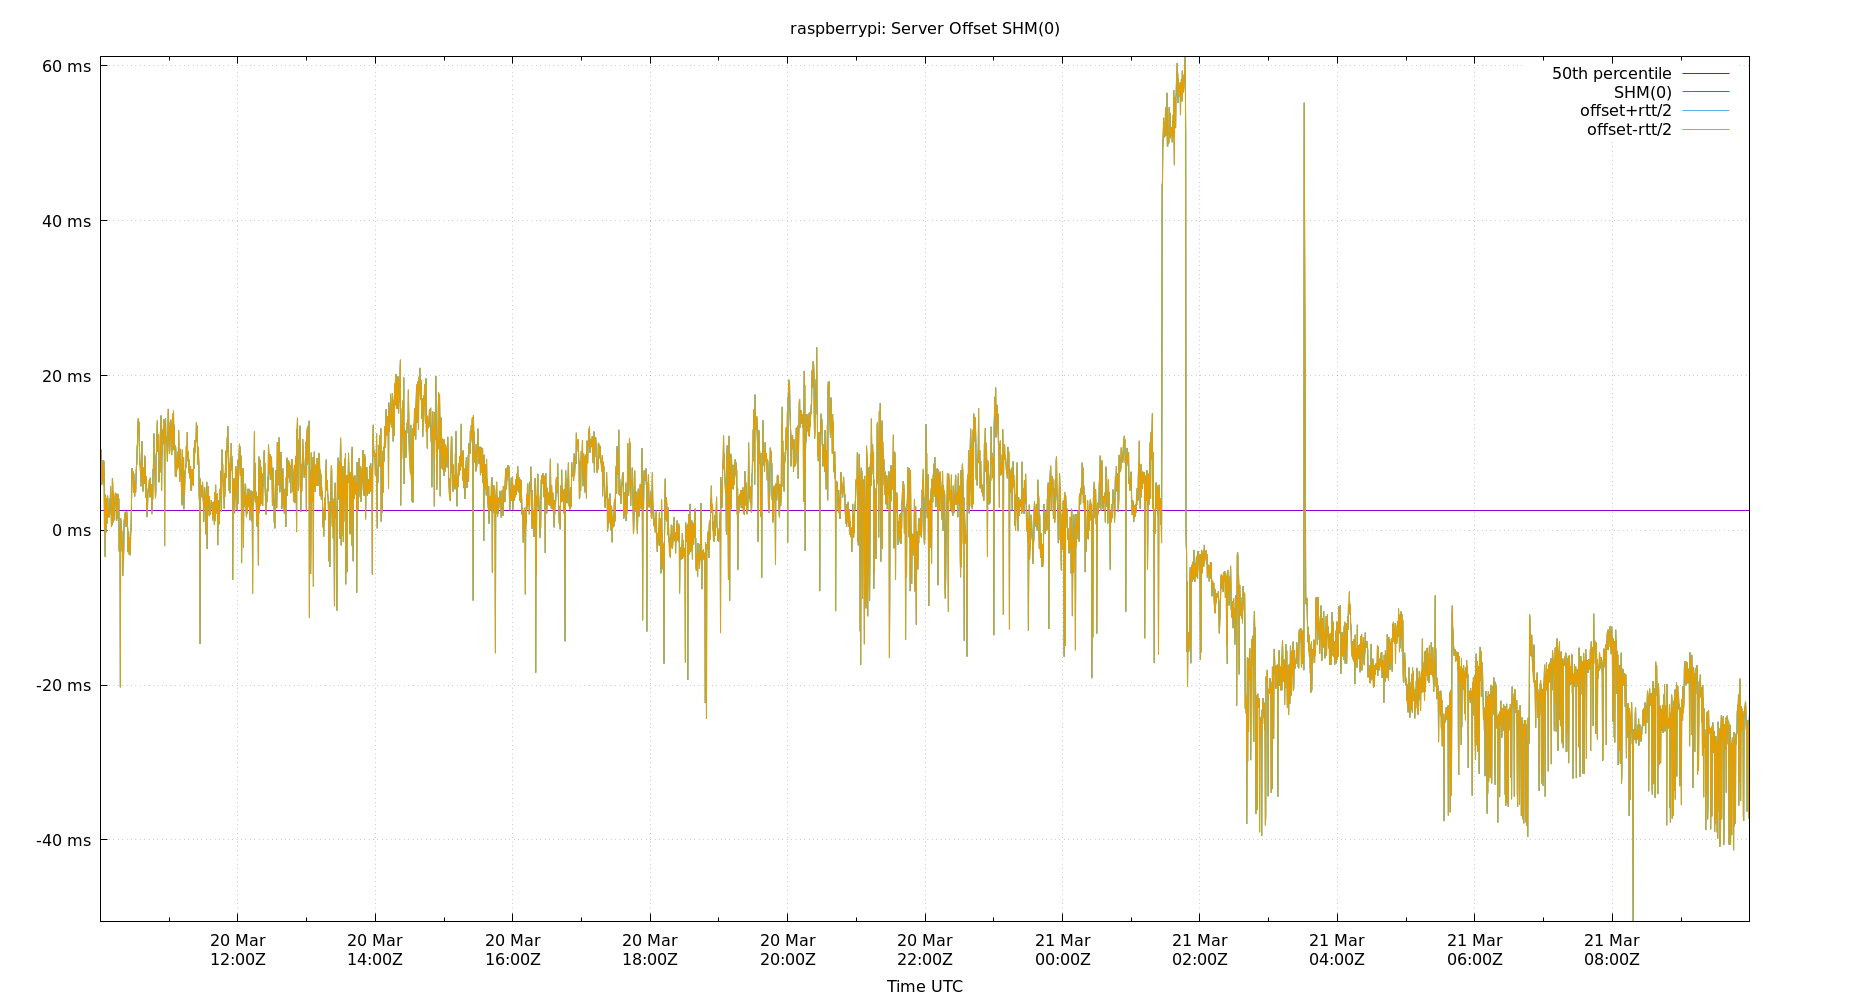 raspberrypi: Server Offset SHM(0)
60 ms
40 ms
20 ms
0 ms
-20 ms
-40 ms
50th percentile
SHM(0)
offset+rtt/2
offset-rtt/2
20 Mar
12:00Z
20 Mar
14:00Z
20 Mar
16:00Z
20 Mar
18:00Z
20 Mar
20:00Z
20 Mar
22:00Z
21 Mar
00:00Z
21 Mar
02:00Z
21 Mar
04:00Z
21 Mar
06:00Z
21 Mar
08:00Z
Time UTC